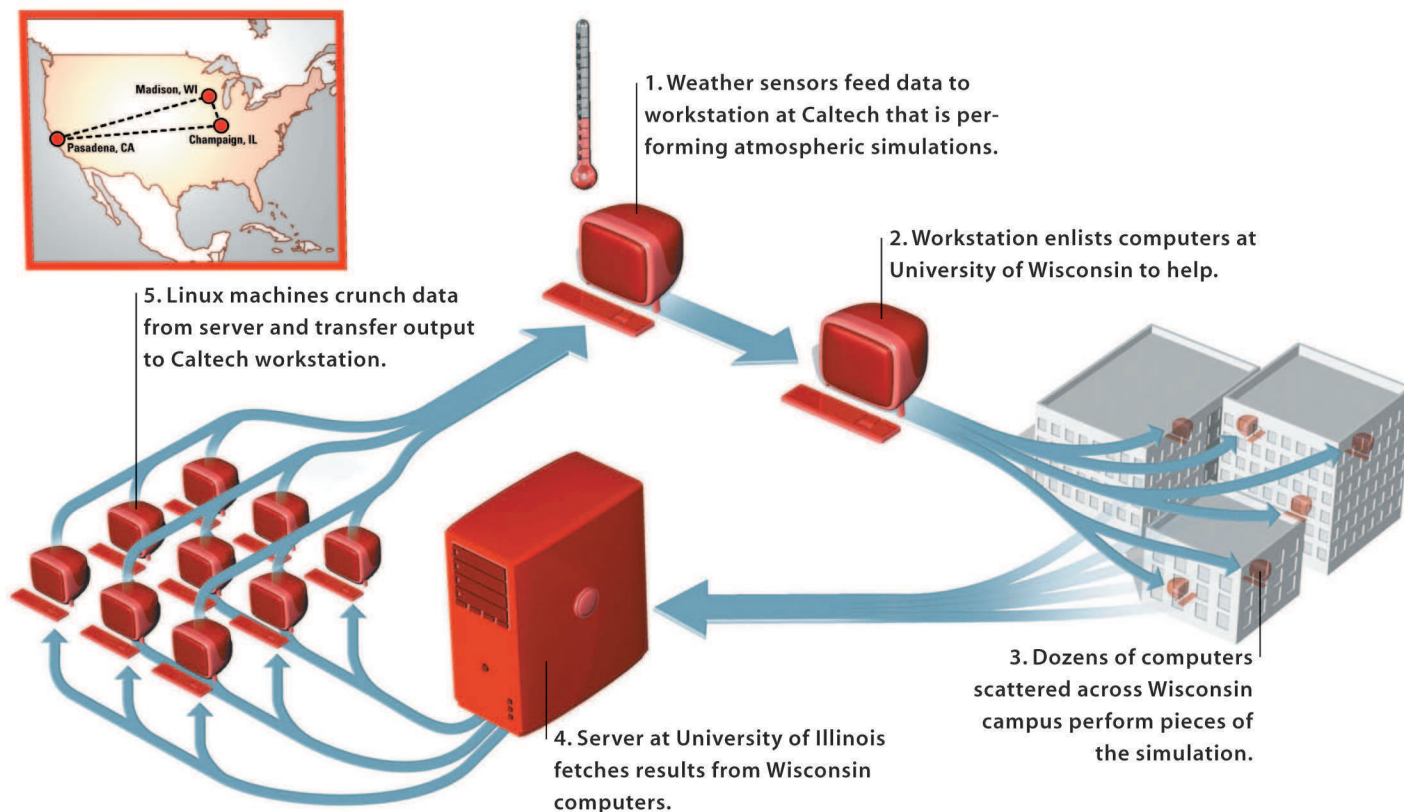 Madison, WI
Champaign, IL
Pasadena, CA
1. Weather sensors feed data to
workstation at Caltech that is per-
forming atmospheric simulations.
2. Workstation enlists computers at
University of Wisconsin to help.
5. Linux machines crunch data
from server and transfer output
to Caltech workstation.
3. Dozens of computers
scattered across Wisconsin
campus perform pieces of
the simulation.
4. Server at University of Illinois
fetches results from Wisconsin
computers.